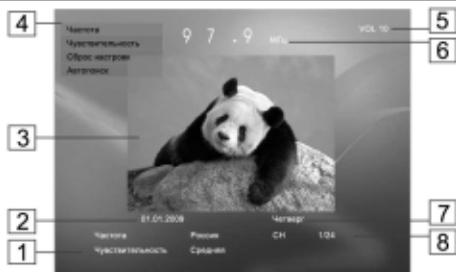 4
Частота
Чувствительность
Сброс настроек
Автопоиск
97.9 МГц
VOL 10
5
6
3
2
01.01.2009
Четверг
7
Частота Россия CH 1/24
8
1
Чувствительность Средняя